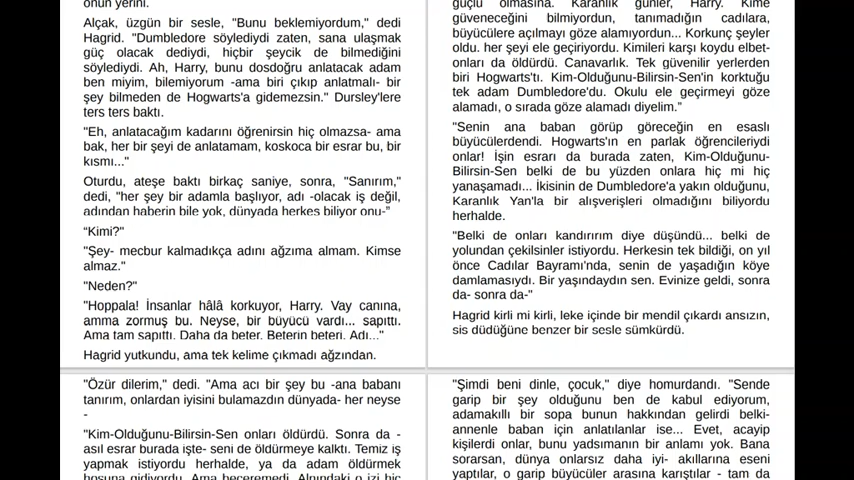 onun yerini.
Alçak, üzgün bir sesle, "Bunu beklemiyordum," dedi
Hagrid. "Dumbledore söylediydi zaten, sana ulaşmak
güç olacak dediydi, hiçbir şeycik de bilmediğini
söylediydi. Ah, Harry, bunu dosdoğru anlatacak adam
ben miyim, bilemiyorum -ama biri çıkıp anlatmalı- bir
şey bilmeden de Hogwarts'a gidemezsin." Dursley'lere
ters ters baktı.
"Eh, anlatacağım kadarını öğrenirsin hiç olmazsa- ama
bak, her bir şeyi de anlatamam, koskoca bir esrar bu, bir
kısmı..."
Oturdu, ateşe baktı birkaç saniye, sonra, "Sanırım,"
dedi, "her şey bir adamla başlıyor, adı -olacak iş değil,
adından haberin bile yok, dünyada herkes biliyor onu-"
"Kimi?"
"Şey- mecbur kalmadıkça adını ağzıma almam. Kimse
almaz."
"Neden?"
"Hoppala! İnsanlar hâlâ korkuyor, Harry. Vay canına,
amma zormuş bu. Neyse, bir büyücü vardı... sapıttı.
Ama tam sapıttı. Daha da beter. Beterin beteri. Adı..."
Hagrid yutkundu, ama tek kelime çıkmadı ağzından.
güçlü olmasına. Karanlık günler, Harry. Kime
güveneceğini bilmiyordun, tanımadığın cadılara,
büyücülere açılmayı göze alamıyordun... Korkunç şeyler
oldu. her şeyi ele geçiriyordu. Kimileri karşı koydu elbet-
onları da öldürdü. Canavarlık. Tek güvenilir yerlerden
biri Hogwarts'tı. Kim-Olduğunu-Bilirsin-Sen'in korktuğu
tek adam Dumbledore'du. Okulu ele geçirmeyi göze
alamadı, o sırada göze alamadı diyelim."
"Senin ana baban görüp göreceğin en esaslı
büyücülerdendi. Hogwarts'ın en parlak öğrencileriydi
onlar! İşin esrarı da burada zaten, Kim-Olduğunu-
Bilirsin-Sen belki de bu yüzden onlara hiç mi hiç
yanaşamadı... İkisinin de Dumbledore'a yakın olduğunu,
Karanlık Yan'la bir alışverişleri olmadığını biliyordu
herhalde.
"Belki de onları kandırırım diye düşündü... belki de
yolundan çekilsinler istiyordu. Herkesin tek bildiği, on yıl
önce Cadılar Bayramı'nda, senin de yaşadığın köye
damlamasıydı. Bir yaşındaydın sen. Evinize geldi, sonra
da- sonra da-"
Hagrid kirli mi kirli, leke içinde bir mendil çıkardı ansızın,
sis düdüğüne benzer bir sesle sümkürdü.
"Özür dilerim," dedi. "Ama acı bir şey bu -ana babanı
tanırım, onlardan iyisini bulamazdın dünyada- her neyse
-
"Kim-Olduğunu-Bilirsin-Sen onları öldürdü. Sonra da -
asıl esrar burada işte- seni de öldürmeye kalktı. Temiz iş
yapmak istiyordu herhalde, ya da adam öldürmek
hoşuna gidiyordu. Ama beceremedi. Alnındaki o izi hiç
"Şimdi beni dinle, çocuk," diye homurdandı. "Sende
garip bir şey olduğunu ben de kabul ediyorum,
adamakıllı bir sopa bunun hakkından gelirdi belki-
annenle baban için anlatılanlar ise... Evet, acayip
kişilerdi onlar, bunu yadsımanın bir anlamı yok. Bana
sorarsan, dünya onlarsız daha iyi- akıllarına eseni
yaptılar, o garip büyücüler arasına karıştılar - tam da